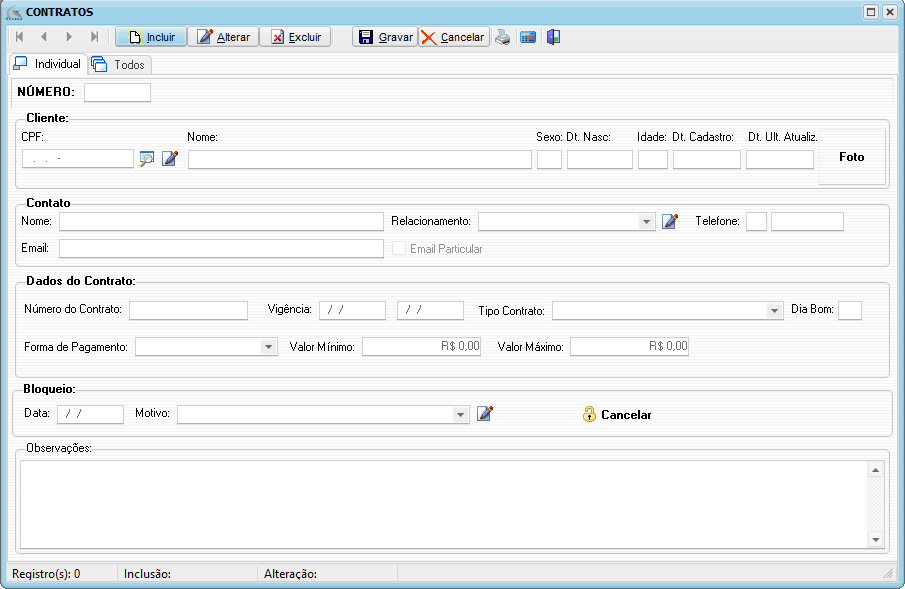 CONTRATOS
Incluir Alterar Excluir Gravar Cancelar
Individual Todos
NÚMERO:
Cliente:
CPF: Nome: Sexo: Dt. Nasc: Idade: Dt. Cadastro: Dt. Ult. Atualiz.
. . - Foto
Contato
Nome: Relacionamento: Telefone:
Email: Email Particular
Dados do Contrato:
Número do Contrato: Vigência: / / / / Tipo Contrato: Dia Bom:
Forma de Pagamento: Valor Mínimo: R$ 0,00 Valor Máximo: R$ 0,00
Bloqueio:
Data: / / Motivo: Cancelar
Observações:
Registro(s): 0 Inclusão: Alteração: